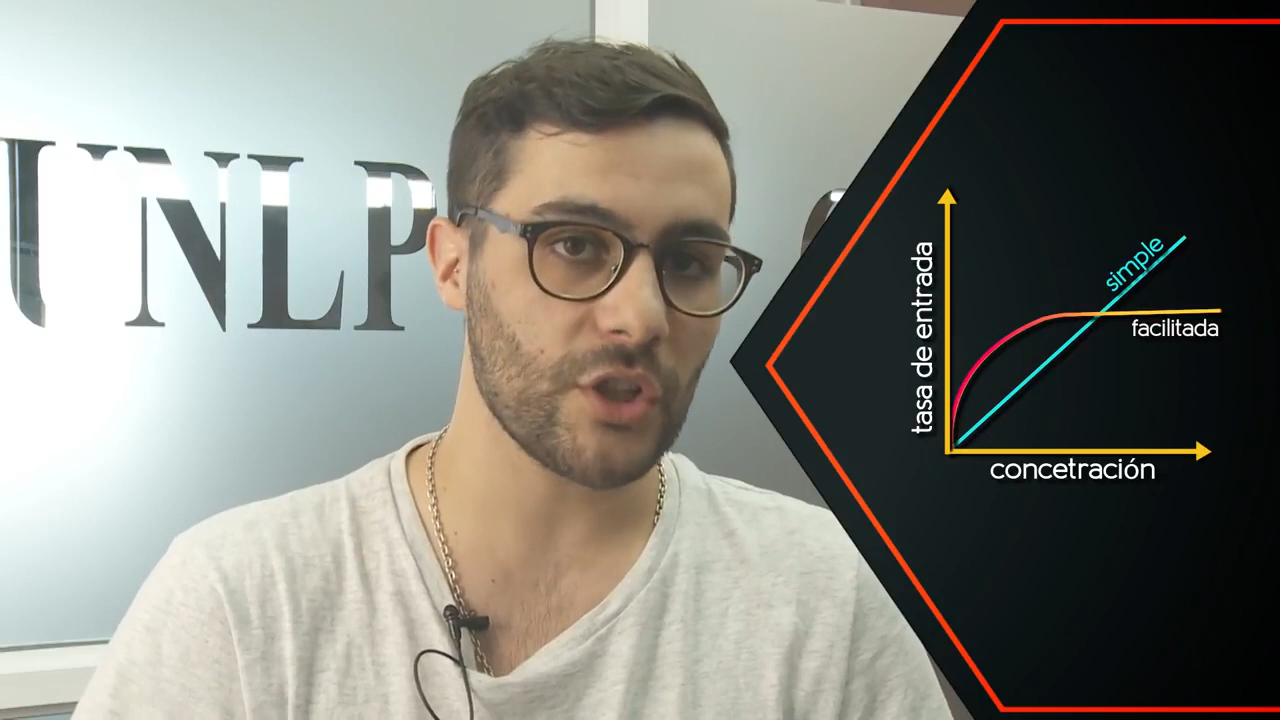 UNLP
tasa de entrada
simple
facilitada
concetración